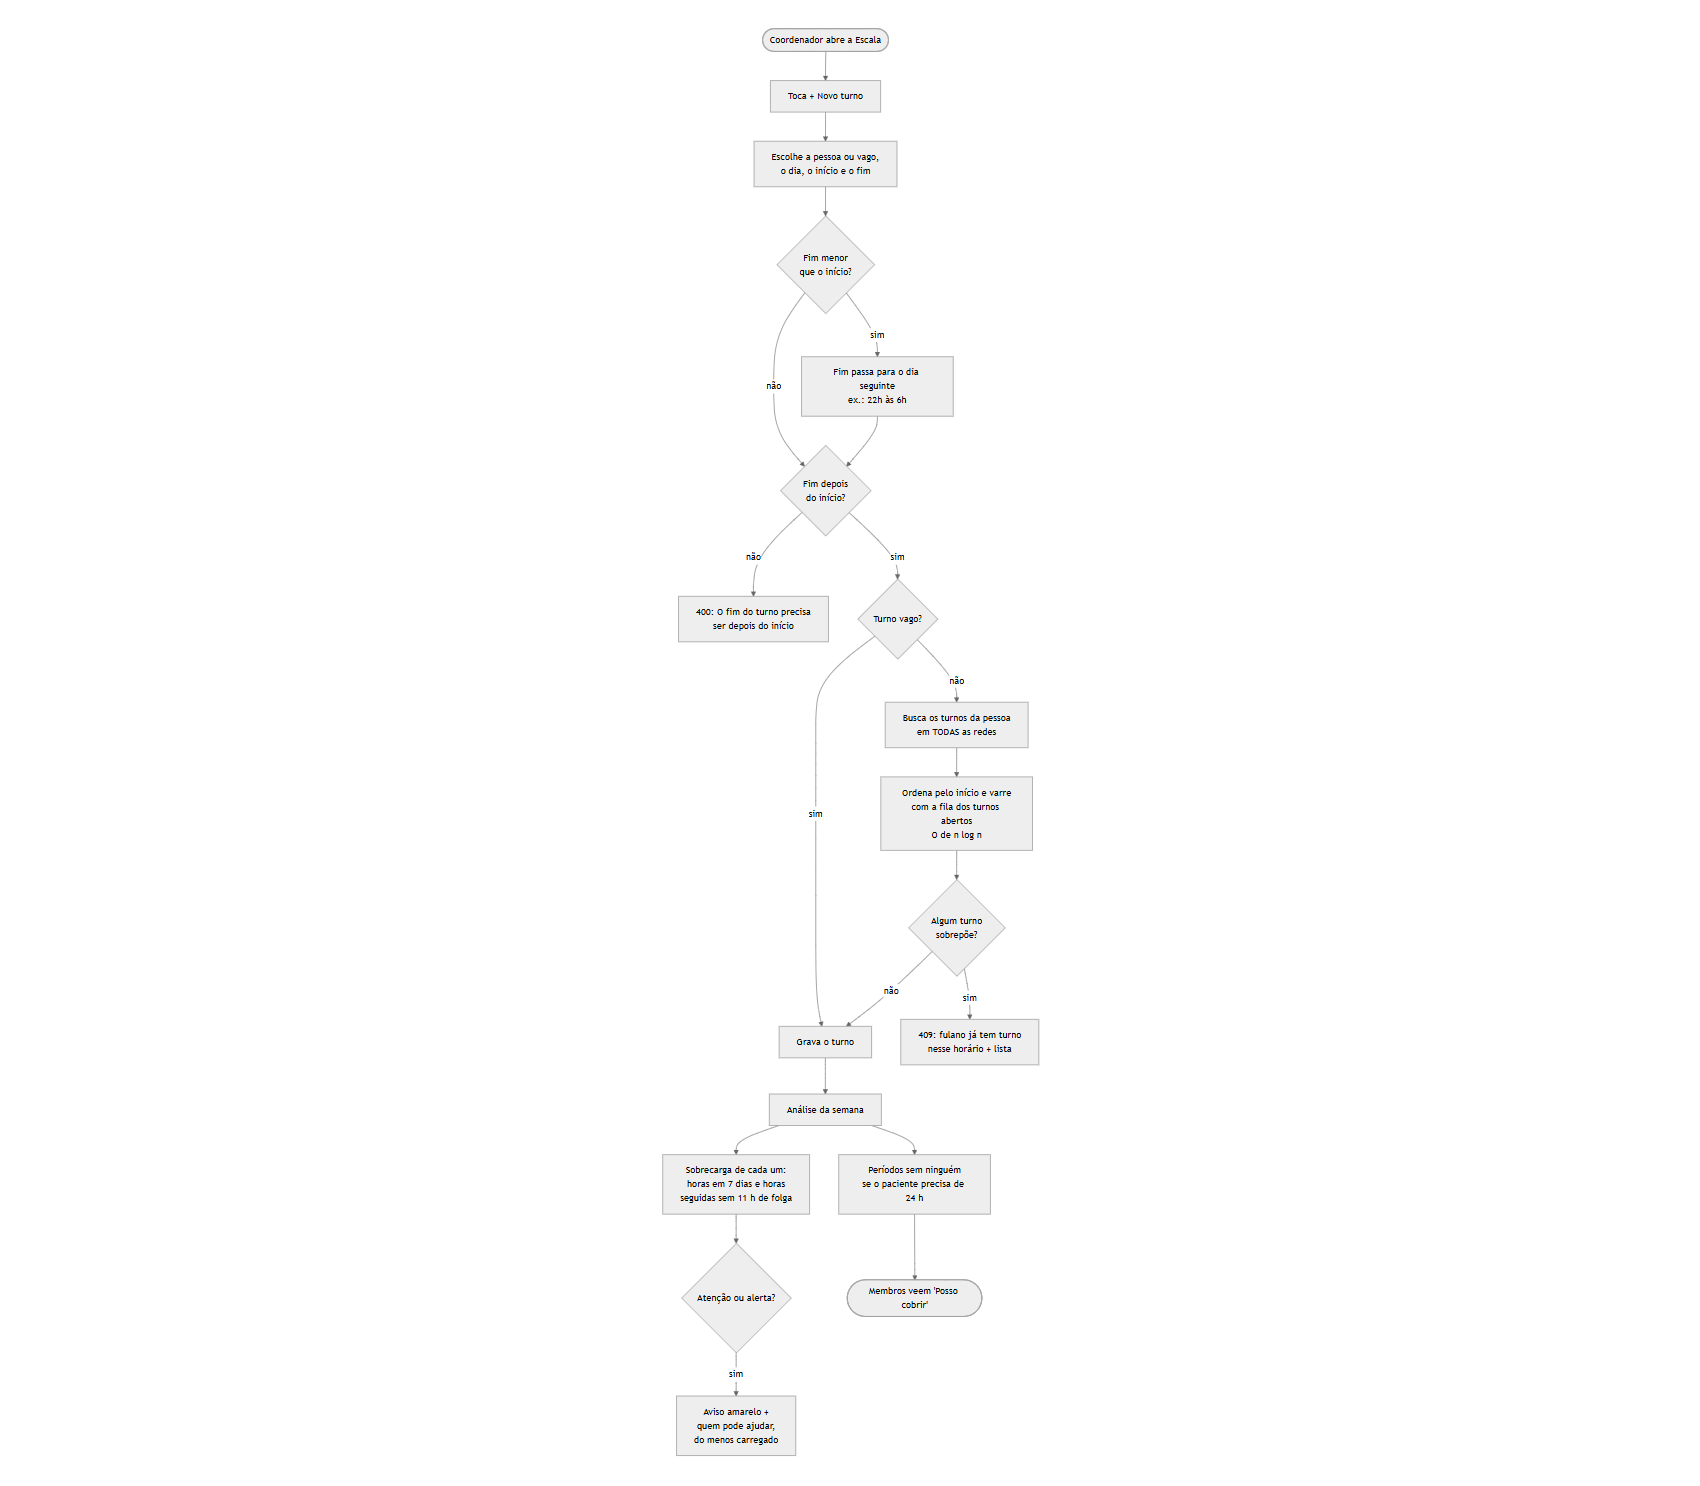 Coordenador abre a Escala
Toca + Novo turno
Escolhe a pessoa ou vago,
o dia, o início e o fim
Fim menor
que o início?
sim
não
Fim passa para o dia
seguinte
ex.: 22h às 6h
Fim depois
do início?
não
sim
400: O fim do turno precisa
ser depois do início
Turno vago?
não
Busca os turnos da pessoa
em TODAS as redes
Ordena pelo início e varre
com a fila dos turnos
abertos
O de n log n
sim
Algum turno
sobrepõe?
não
sim
Grava o turno
409: fulano já tem turno
nesse horário + lista
Análise da semana
Sobrecarga de cada um:
horas em 7 dias e horas
seguidas sem 11 h de folga
Períodos sem ninguém
se o paciente precisa de
24 h
Atenção ou alerta?
Membros veem 'Posso
cobrir'
sim
Aviso amarelo +
quem pode ajudar,
do menos carregado